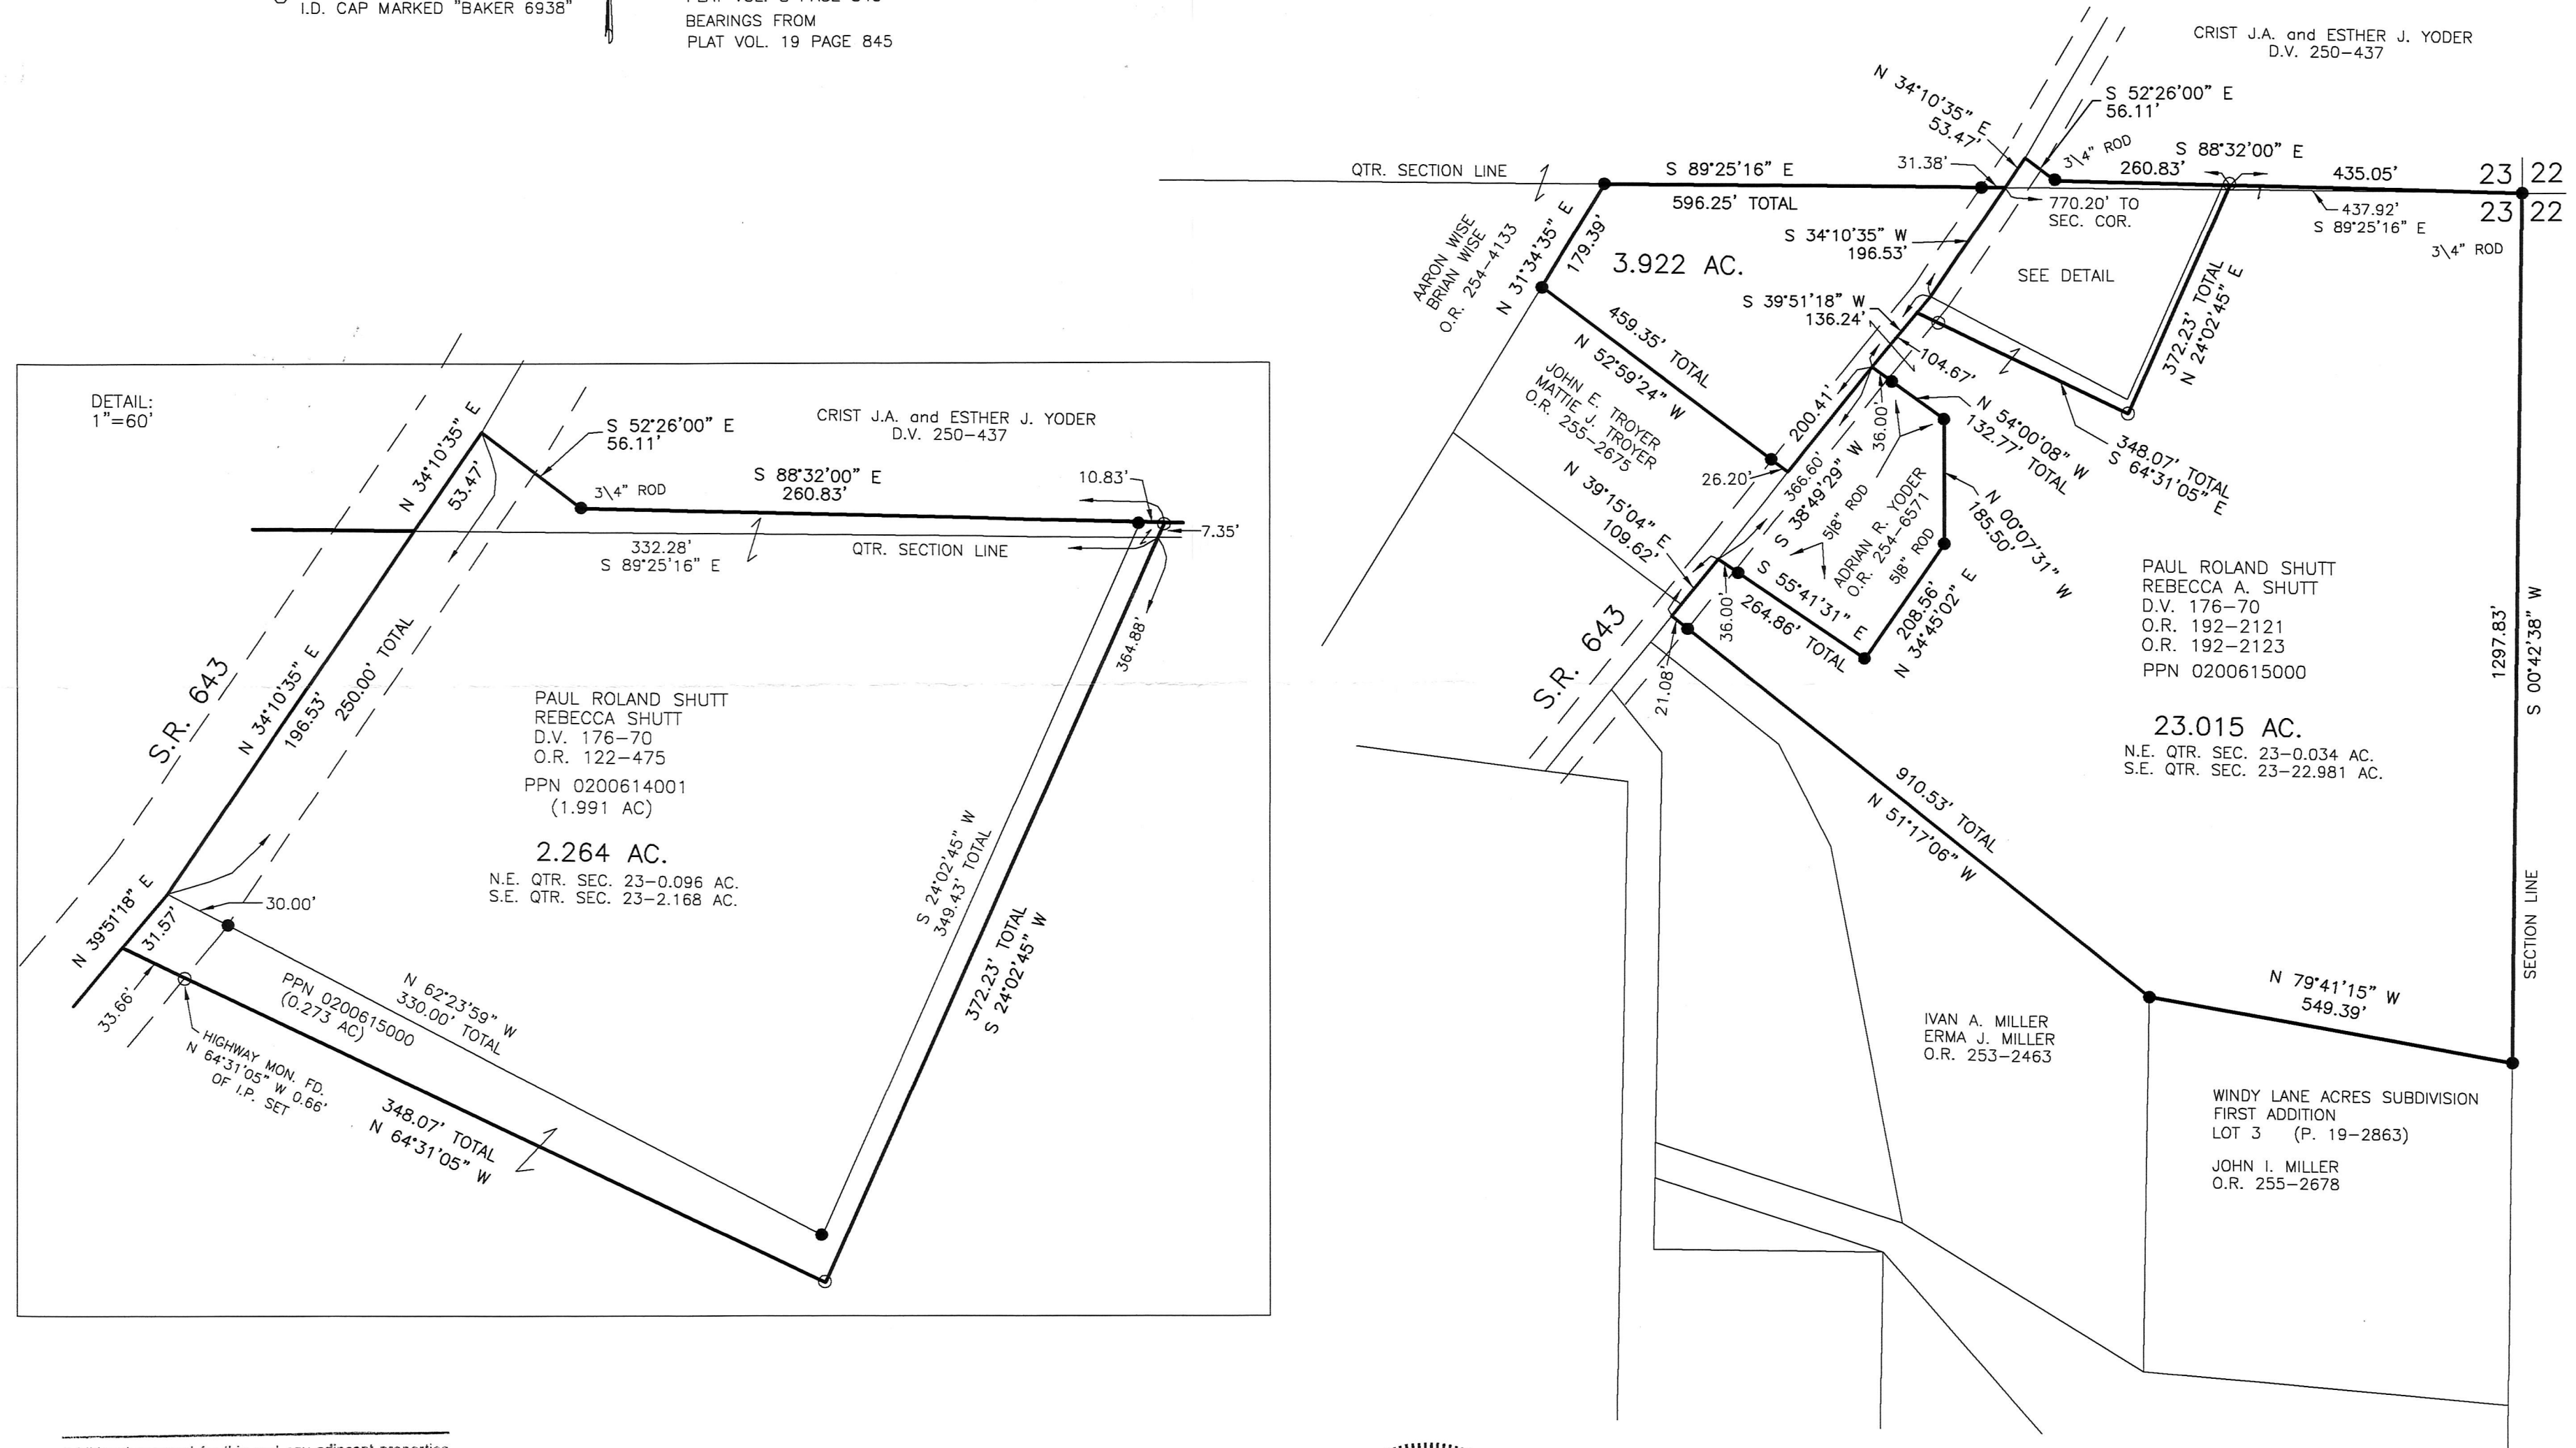 I.D. CAP MARKED "BAKER 6938"
BEARINGS FROM
PLAT VOL. 19 PAGE 845
CRIST J.A. and ESTHER J. YODER
D.V. 250-437
N 34°10'35" E
53.47'
S 52°26'00" E
56.11'
3\4" ROD
S 88°32'00" E
260.83'
435.05'
23 22
23 22
QTR. SECTION LINE
S 89°25'16" E
596.25' TOTAL
31.38'
770.20' TO
SEC. COR.
437.92'
S 89°25'16" E
3\4" ROD
AARON WISE
BRIAN WISE
O.R. 254-4133
N 31°34'35" E
179.39'
3.922 AC.
S 34°10'35" W
196.53'
SEE DETAIL
372.23' TOTAL
N 24°02'45" E
S 39°51'18" W
136.24'
104.67'
459.35' TOTAL
N 52°59'24" W
JOHN E. TROYER
MATTIE J. TROYER
O.R. 255-2675
200.41'
36.00'
N 54°00'08" W
132.77' TOTAL
348.07' TOTAL
S 64°31'05" E
26.20'
366.60'
S 38°49'29" W
5\8" ROD
ADRIAN R. YODER
O.R. 254-6571
5\8" ROD
N 00°07'31" W
185.50'
N 39°15'04" E
109.62'
S 55°41'31" E
264.86' TOTAL
36.00'
208.56'
N 34°45'02" E
S.R. 643
21.08'
PAUL ROLAND SHUTT
REBECCA A. SHUTT
D.V. 176-70
O.R. 192-2121
O.R. 192-2123
PPN 0200615000
23.015 AC.
N.E. QTR. SEC. 23-0.034 AC.
S.E. QTR. SEC. 23-22.981 AC.
1297.83'
S 00°42'38" W
SECTION LINE
910.53' TOTAL
N 51°17'06" W
N 79°41'15" W
549.39'
IVAN A. MILLER
ERMA J. MILLER
O.R. 253-2463
WINDY LANE ACRES SUBDIVISION
FIRST ADDITION
LOT 3 (P. 19-2863)
JOHN I. MILLER
O.R. 255-2678
DETAIL:
1"=60'
N 34°10'35" E
53.47'
S 52°26'00" E
56.11'
CRIST J.A. and ESTHER J. YODER
D.V. 250-437
3\4" ROD
S 88°32'00" E
260.83'
10.83'
7.35'
332.28'
S 89°25'16" E
QTR. SECTION LINE
364.88'
S.R. 643
N 34°10'35" E
196.53'
250.00' TOTAL
PAUL ROLAND SHUTT
REBECCA SHUTT
D.V. 176-70
O.R. 122-475
PPN 0200614001
(1.991 AC)
2.264 AC.
N.E. QTR. SEC. 23-0.096 AC.
S.E. QTR. SEC. 23-2.168 AC.
S 24°02'45" W
349.43' TOTAL
372.23' TOTAL
S 24°02'45" W
N 39°51'18" E
31.57'
30.00'
33.66'
N 62°23'59" W
330.00' TOTAL
PPN 0200615000
(0.273 AC)
HIGHWAY MON. FD.
N 64°31'05" W 0.66'
OF I.P. SET
348.07' TOTAL
N 64°31'05" W